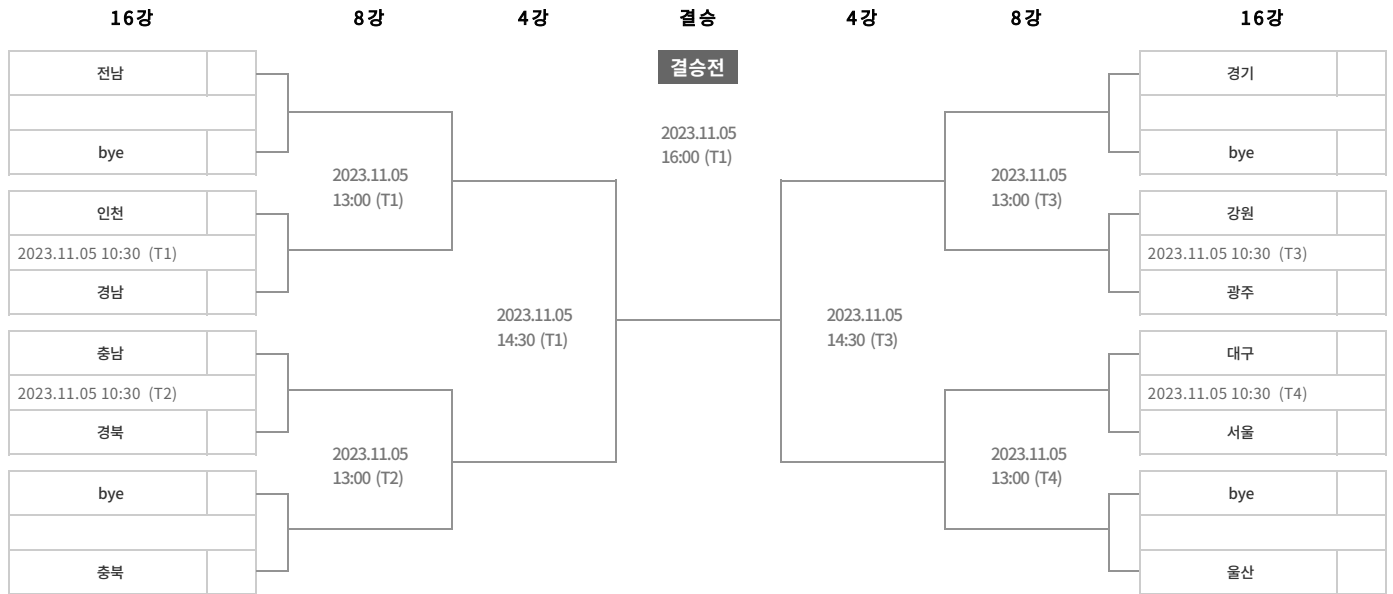 16강 8강 4강 결승 4강 8강 16강
결승전
2023.11.05
16:00 (T1)
전남
bye
인천
2023.11.05 10:30 (T1)
경남
충남
2023.11.05 10:30 (T2)
경북
bye
충북
2023.11.05
13:00 (T1)
2023.11.05
13:00 (T2)
2023.11.05
14:30 (T1)
2023.11.05
14:30 (T3)
2023.11.05
13:00 (T3)
2023.11.05
13:00 (T4)
경기
bye
강원
2023.11.05 10:30 (T3)
광주
대구
2023.11.05 10:30 (T4)
서울
bye
울산